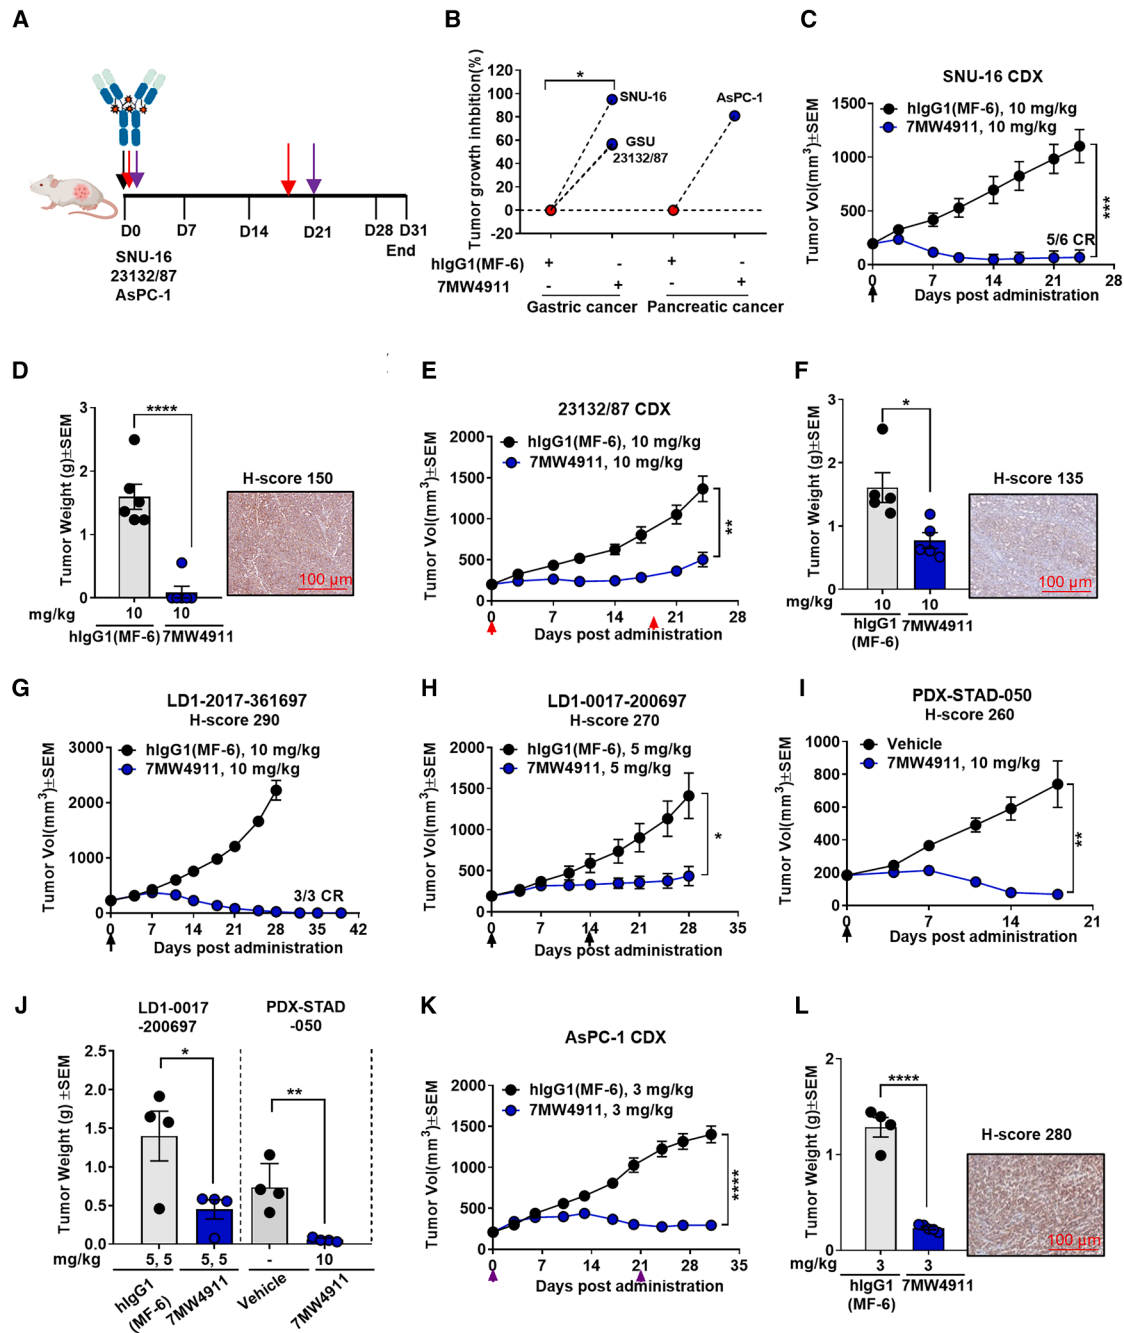 A
D0
D7
D14
D21
D28
D31
End
SNU-16
23132/87
AsPC-1
B
Tumor growth inhbition(%)
120
100
80
60
40
20
0
-20
*
SNU-16
GSU
23132/87
AsPC-1
hIgG1(MF-6) + - + -
7MW4911 - + - +
Gastric cancer Pancreatic cancer
C
SNU-16 CDX
Tumor Vol(mm³)±SEM
1500
1000
500
0
hIgG1(MF-6), 10 mg/kg
7MW4911, 10 mg/kg
5/6 CR
***
0 7 14 21 28
Days post administration
D
Tumor Weight (g)±SEM
3
2
1
0
****
mg/kg 10 10
hIgG1(MF-6) 7MW4911
H-score 150
100 µm
E
23132/87 CDX
Tumor Vol(mm³)±SEM
2000
1500
1000
500
0
hIgG1(MF-6), 10 mg/kg
7MW4911, 10 mg/kg
**
0 7 14 21 28
Days post administration
F
Tumor Weight (g)±SEM
3
2
1
0
*
mg/kg 10 10
hIgG1 7MW4911
(MF-6)
H-score 135
100 µm
G
LD1-2017-361697
H-score 290
Tumor Vol(mm³)±SEM
3000
2000
1000
0
hIgG1(MF-6), 10 mg/kg
7MW4911, 10 mg/kg
3/3 CR
0 7 14 21 28 35 42
Days post administration
H
LD1-0017-200697
H-score 270
Tumor Vol(mm³)±SEM
2000
1500
1000
500
0
hIgG1(MF-6), 5 mg/kg
7MW4911, 5 mg/kg
*
0 7 14 21 28 35
Days post administration
I
PDX-STAD-050
H-score 260
Tumor Vol(mm³)±SEM
1000
800
600
400
200
0
Vehicle
7MW4911, 10 mg/kg
**
0 7 14 21
Days post administration
J
LD1-0017
-200697
PDX-STAD
-050
Tumor Weight (g) ±SEM
2.5
2.0
1.5
1.0
0.5
0.0
*
**
mg/kg 5, 5 5, 5 - 10
hIgG1
(MF-6)
7MW4911
Vehicle
7MW4911
K
AsPC-1 CDX
Tumor Vol(mm³)±SEM
2000
1500
1000
500
0
hIgG1(MF-6), 3 mg/kg
7MW4911, 3 mg/kg
****
0 7 14 21 28 35
Days post administration
L
Tumor Weight (g)±SEM
2
1
0
****
mg/kg 3 3
hIgG1 7MW4911
(MF-6)
H-score 280
100 µm